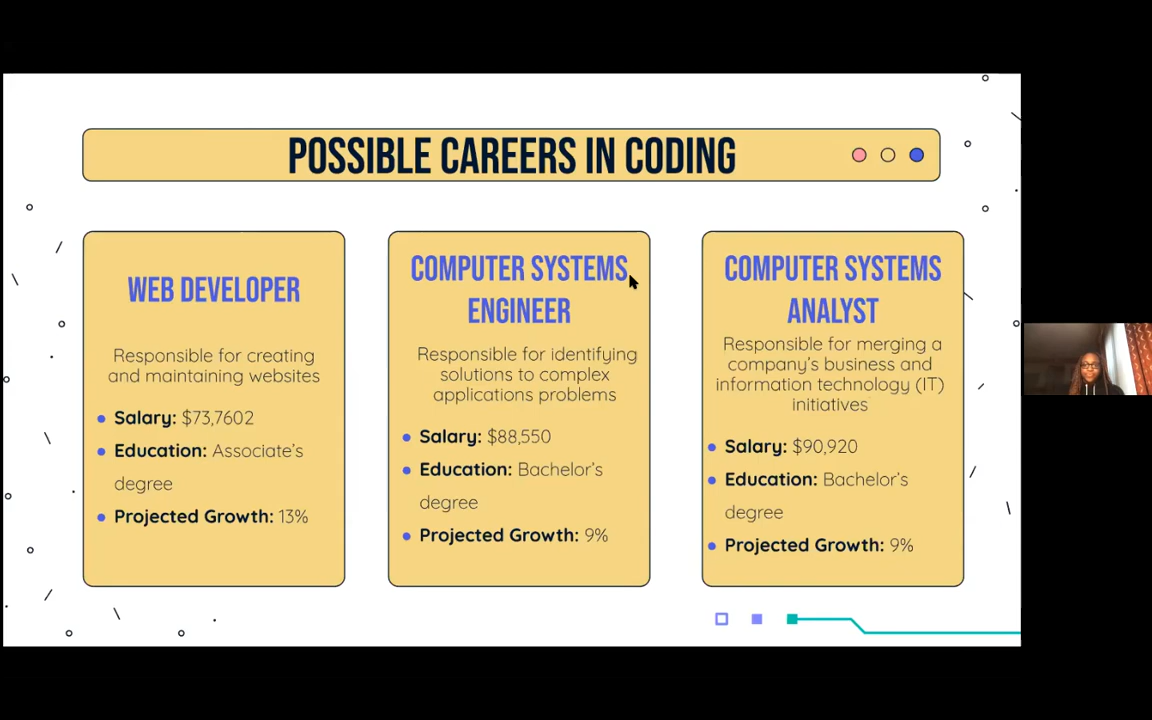 POSSIBLE CAREERS IN CODING
WEB DEVELOPER
Responsible for creating
and maintaining websites
Salary: $73,7602
Education: Associate's
degree
Projected Growth: 13%
COMPUTER SYSTEMS
ENGINEER
Responsible for identifying
solutions to complex
applications problems
Salary: $88,550
Education: Bachelor's
degree
Projected Growth: 9%
COMPUTER SYSTEMS
ANALYST
Responsible for merging a
company's business and
information technology (IT)
initiatives
Salary: $90,920
Education: Bachelor's
degree
Projected Growth: 9%